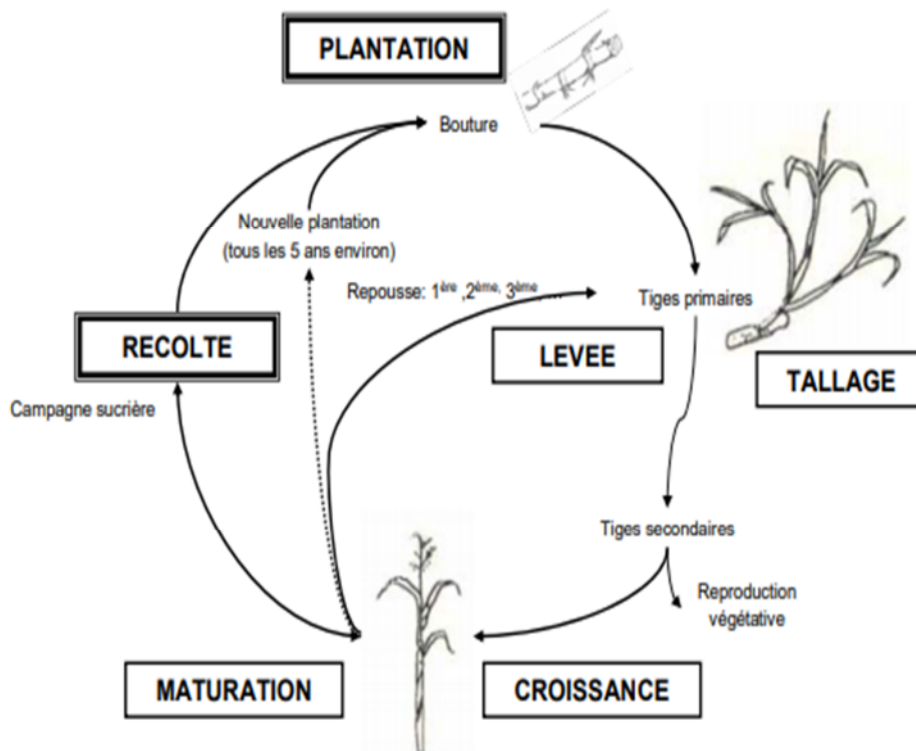 PLANTATION
Bouture
Nouvelle plantation
(tous les 5 ans environ)
Repousse: 1ère ,2ème, 3ème ...
Tiges primaires
RECOLTE
LEVEE
TALLAGE
Campagne sucrière
Tiges secondaires
Reproduction
végétative
MATURATION
CROISSANCE